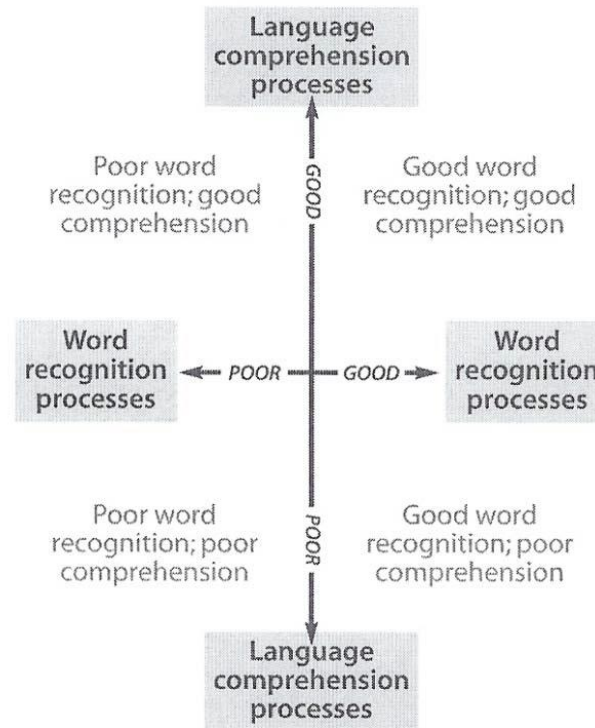 Language
comprehension
processes
Poor word
recognition; good
comprehension
GOOD
Good word
recognition; good
comprehension
Word
recognition
processes
POOR
GOOD
Word
recognition
processes
Poor word
recognition; poor
comprehension
POOR
Good word
recognition; poor
comprehension
Language
comprehension
processes